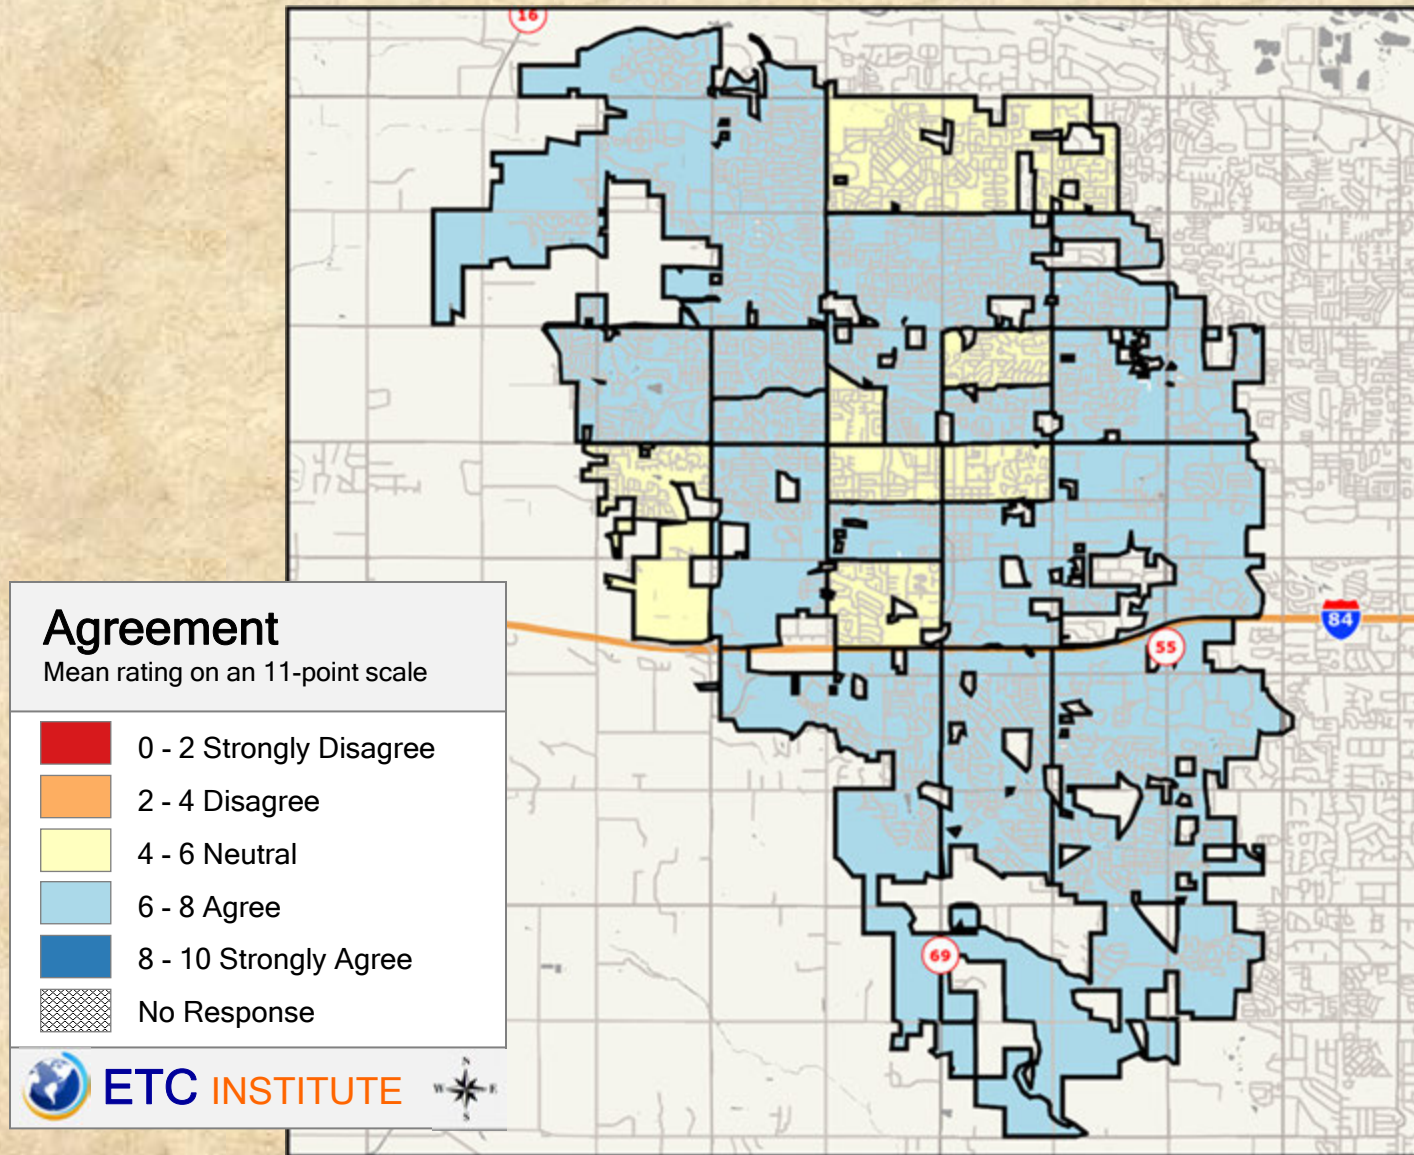 16
84
55
69
Agreement
Mean rating on an 11-point scale
0 - 2 Strongly Disagree
2 - 4 Disagree
4 - 6 Neutral
6 - 8 Agree
8 - 10 Strongly Agree
No Response
ETC INSTITUTE
N
W E
S